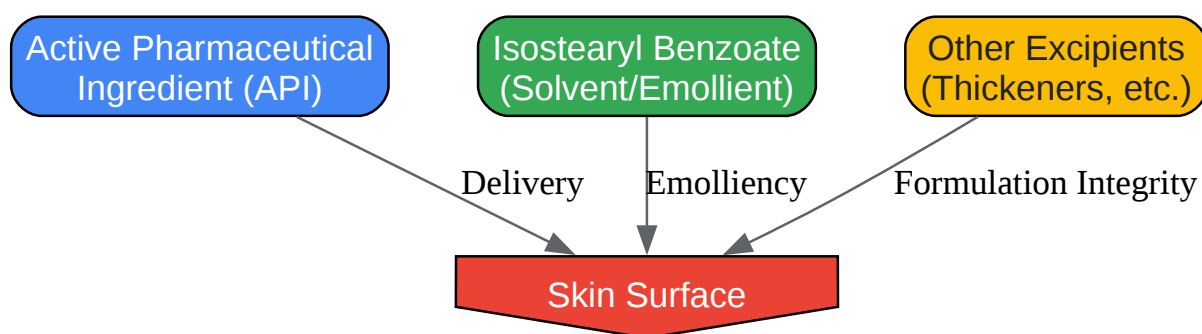 Active Pharmaceutical
Ingredient (API)
Isostearyl Benzoate
(Solvent/Emollient)
Other Excipients
(Thickeners, etc.)
Delivery
Emolliency
Formulation Integrity
Skin Surface